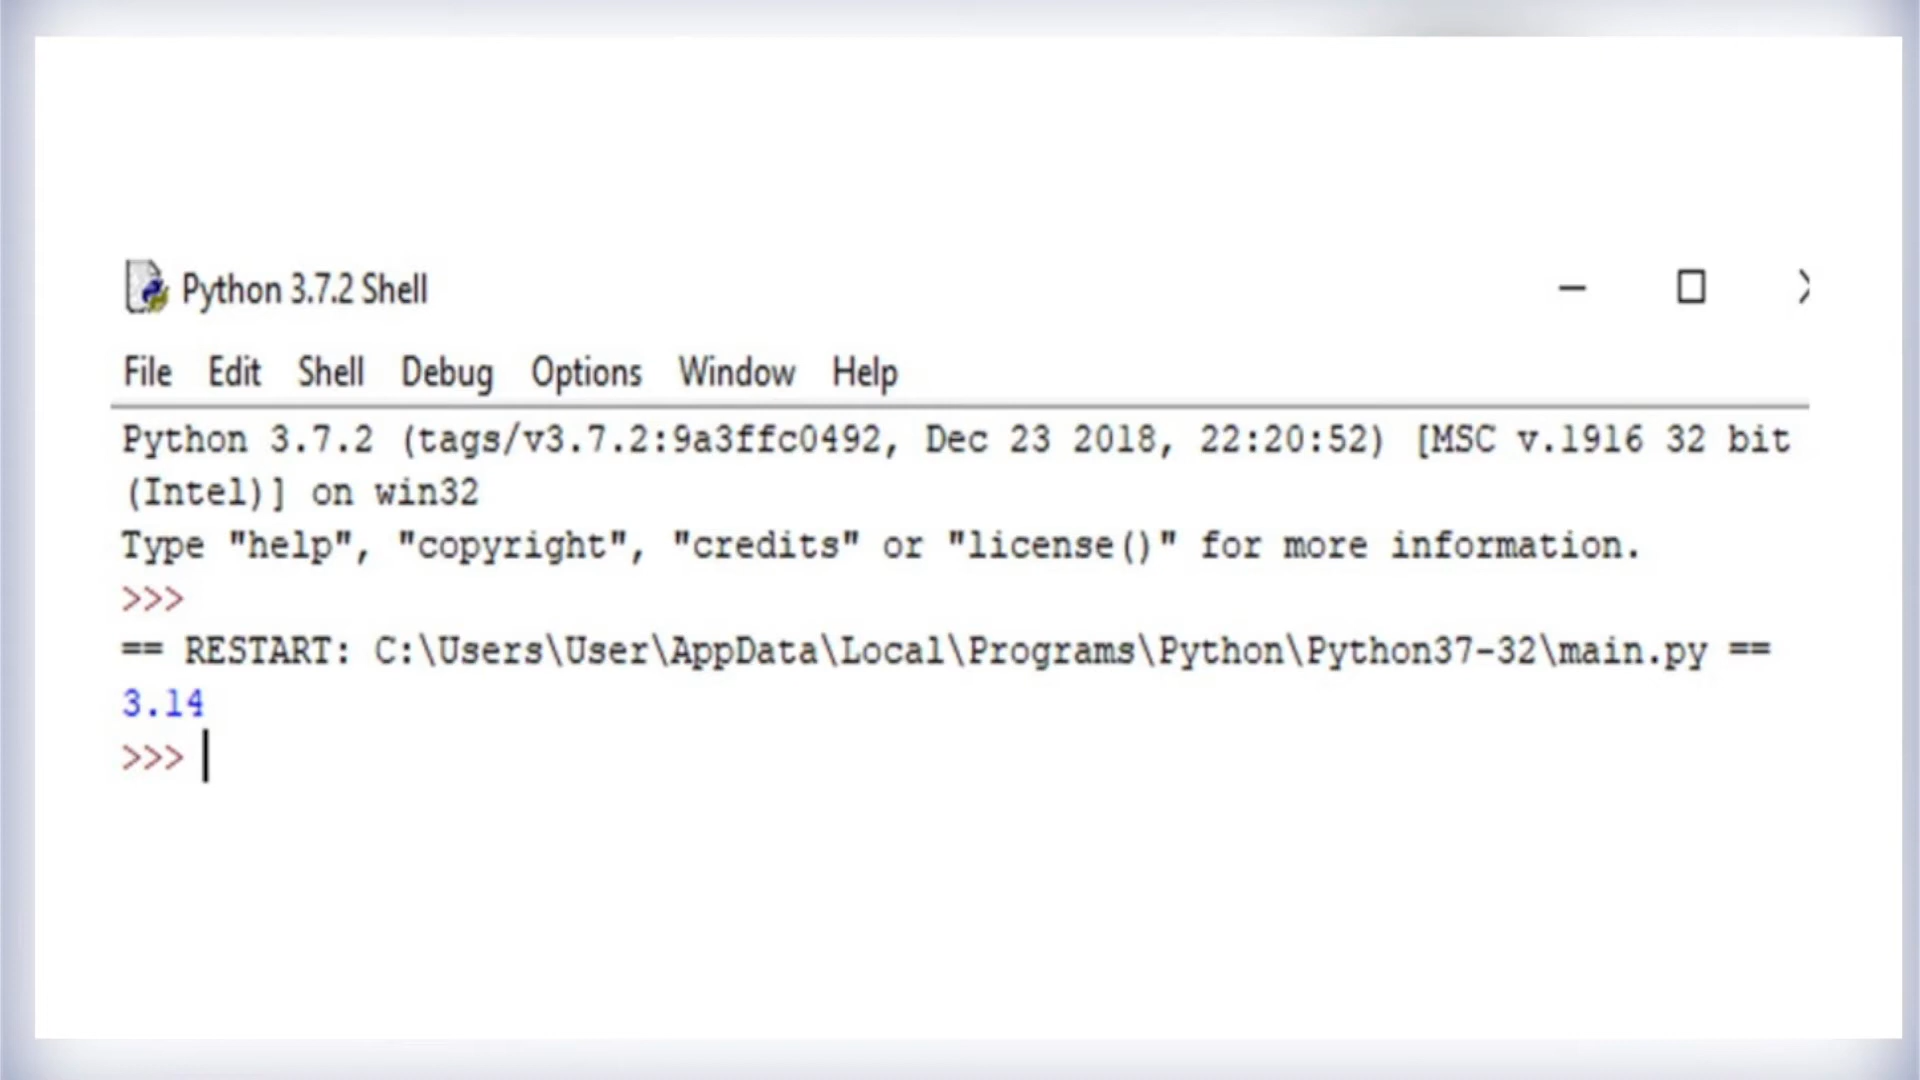 Python 3.7.2 Shell
File Edit Shell Debug Options Window Help
Python 3.7.2 (tags/v3.7.2:9a3ffc0492, Dec 23 2018, 22:20:52) [MSC v.1916 32 bit
(Intel)] on win32
Type "help", "copyright", "credits" or "license()" for more information.
>>>
== RESTART: C:\Users\User\AppData\Local\Programs\Python\Python37-32\main.py ==
3.14
>>>